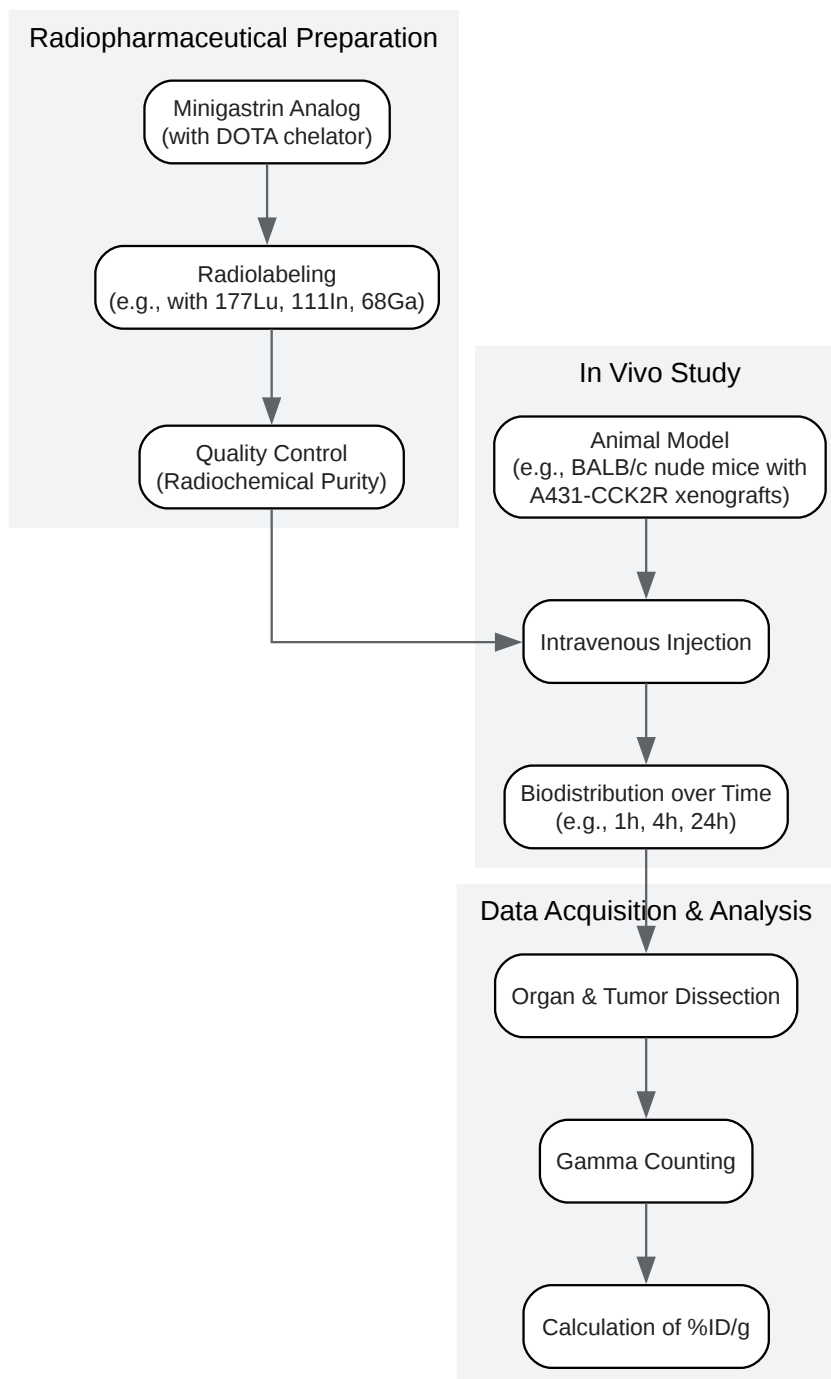 Radiopharmaceutical Preparation
Minigastrin Analog
(with DOTA chelator)
Radiolabeling
(e.g., with 177Lu, 111In, 68Ga)
Quality Control
(Radiochemical Purity)
In Vivo Study
Animal Model
(e.g., BALB/c nude mice with
A431-CCK2R xenografts)
Intravenous Injection
Biodistribution over Time
(e.g., 1h, 4h, 24h)
Data Acquisition & Analysis
Organ & Tumor Dissection
Gamma Counting
Calculation of %ID/g